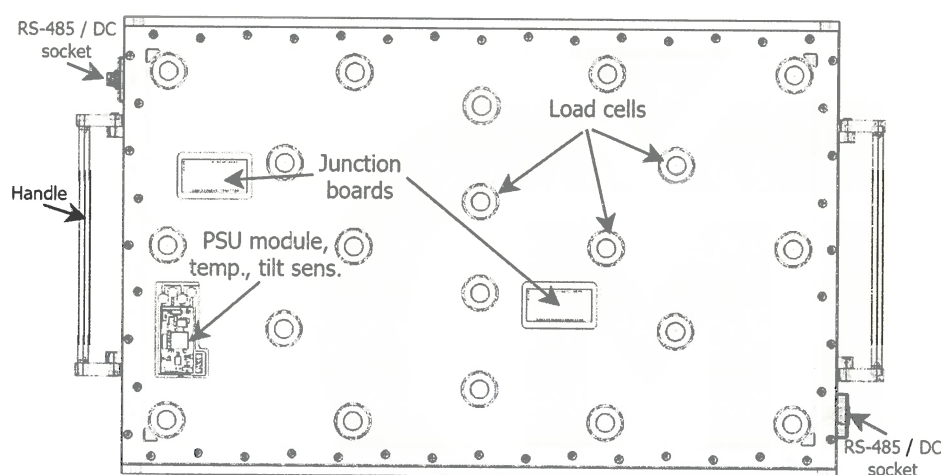 RS-485 / DC
socket
Load cells
Junction
boards
Handle
PSU module,
temp., tilt sens.
RS-485 / DC
socket